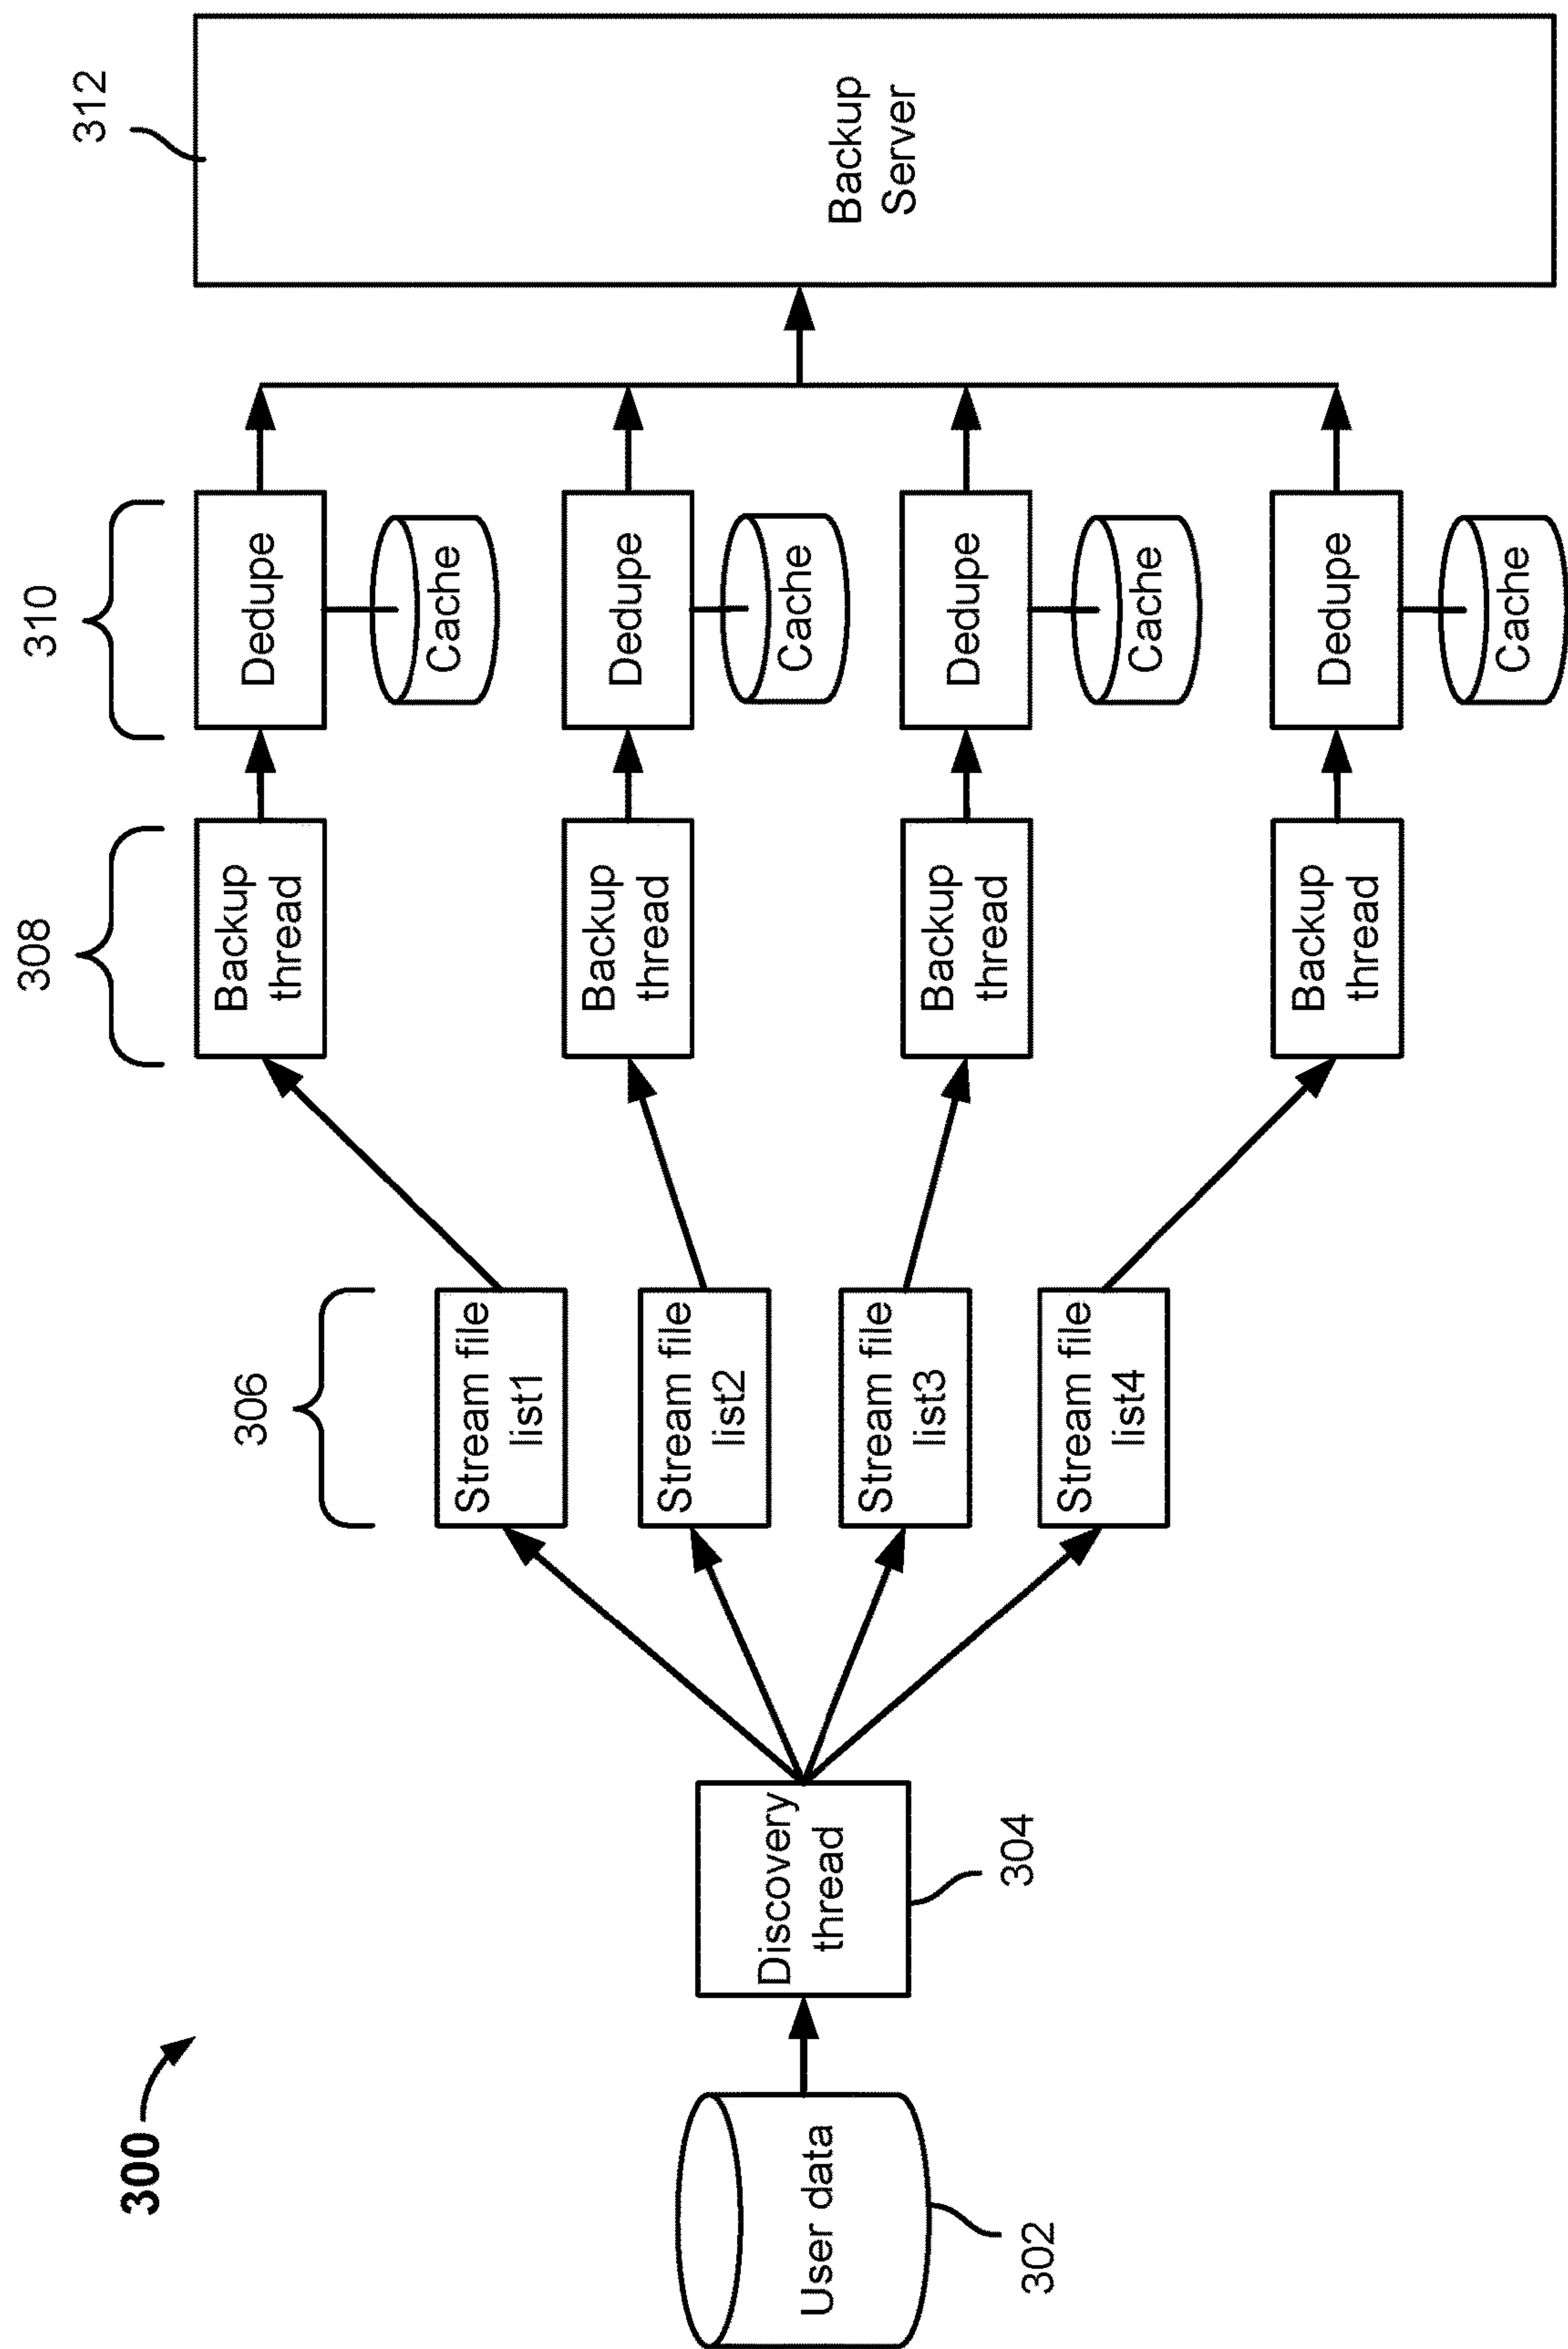 300
User data
302
Discovery
thread
304
306
Stream file
list1
Stream file
list2
Stream file
list3
Stream file
list4
308
Backup
thread
Backup
thread
Backup
thread
Backup
thread
310
Dedupe
Cache
Dedupe
Cache
Dedupe
Cache
Dedupe
Cache
312
Backup
Server